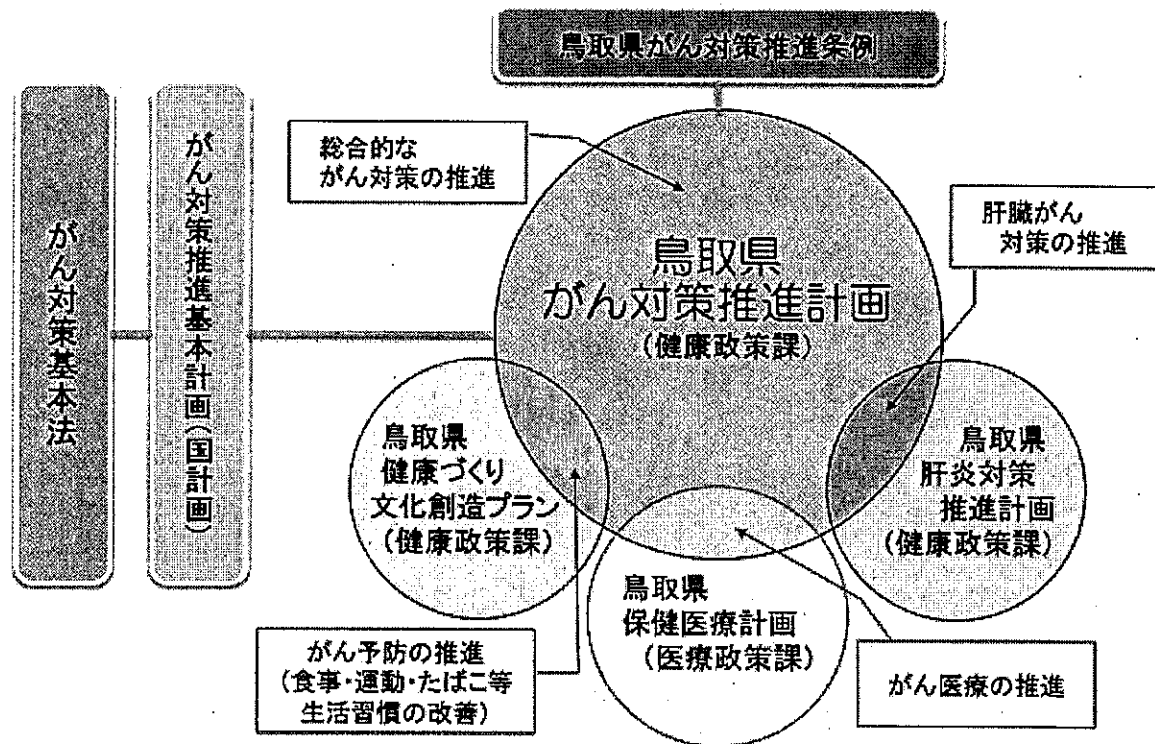 鳥取県がん対策推進条例
がん対策基本法
がん対策推進基本計画（国計画）
総合的な
がん対策の推進
肝臓がん
対策の推進
鳥取県
がん対策推進計画
（健康政策課）
鳥取県
健康づくり
文化創造プラン
（健康政策課）
鳥取県
肝炎対策
推進計画
（健康政策課）
鳥取県
保健医療計画
（医療政策課）
がん予防の推進
（食事・運動・たばこ等
生活習慣の改善）
がん医療の推進